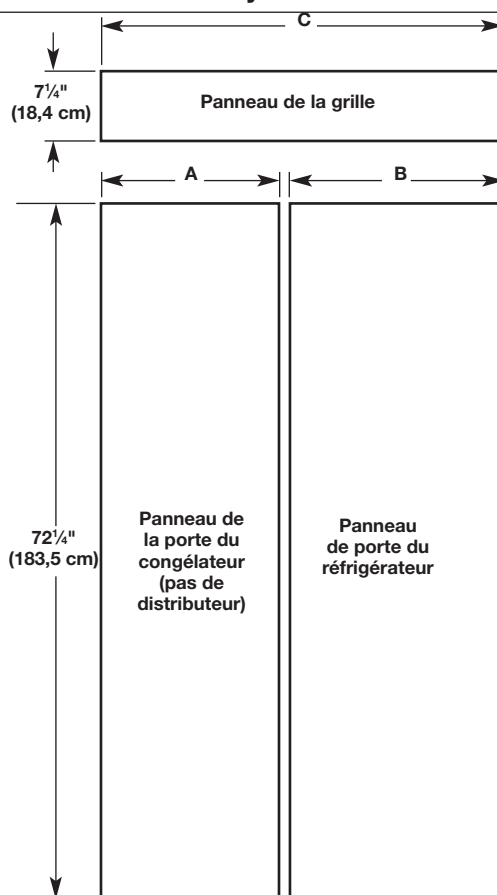 C
7¼"
(18,4 cm)
Panneau de la grille
A
B
72¼"
(183,5 cm)
Panneau de
la porte du
congélateur
(pas de
distributeur)
Panneau
de porte du
réfrigérateur